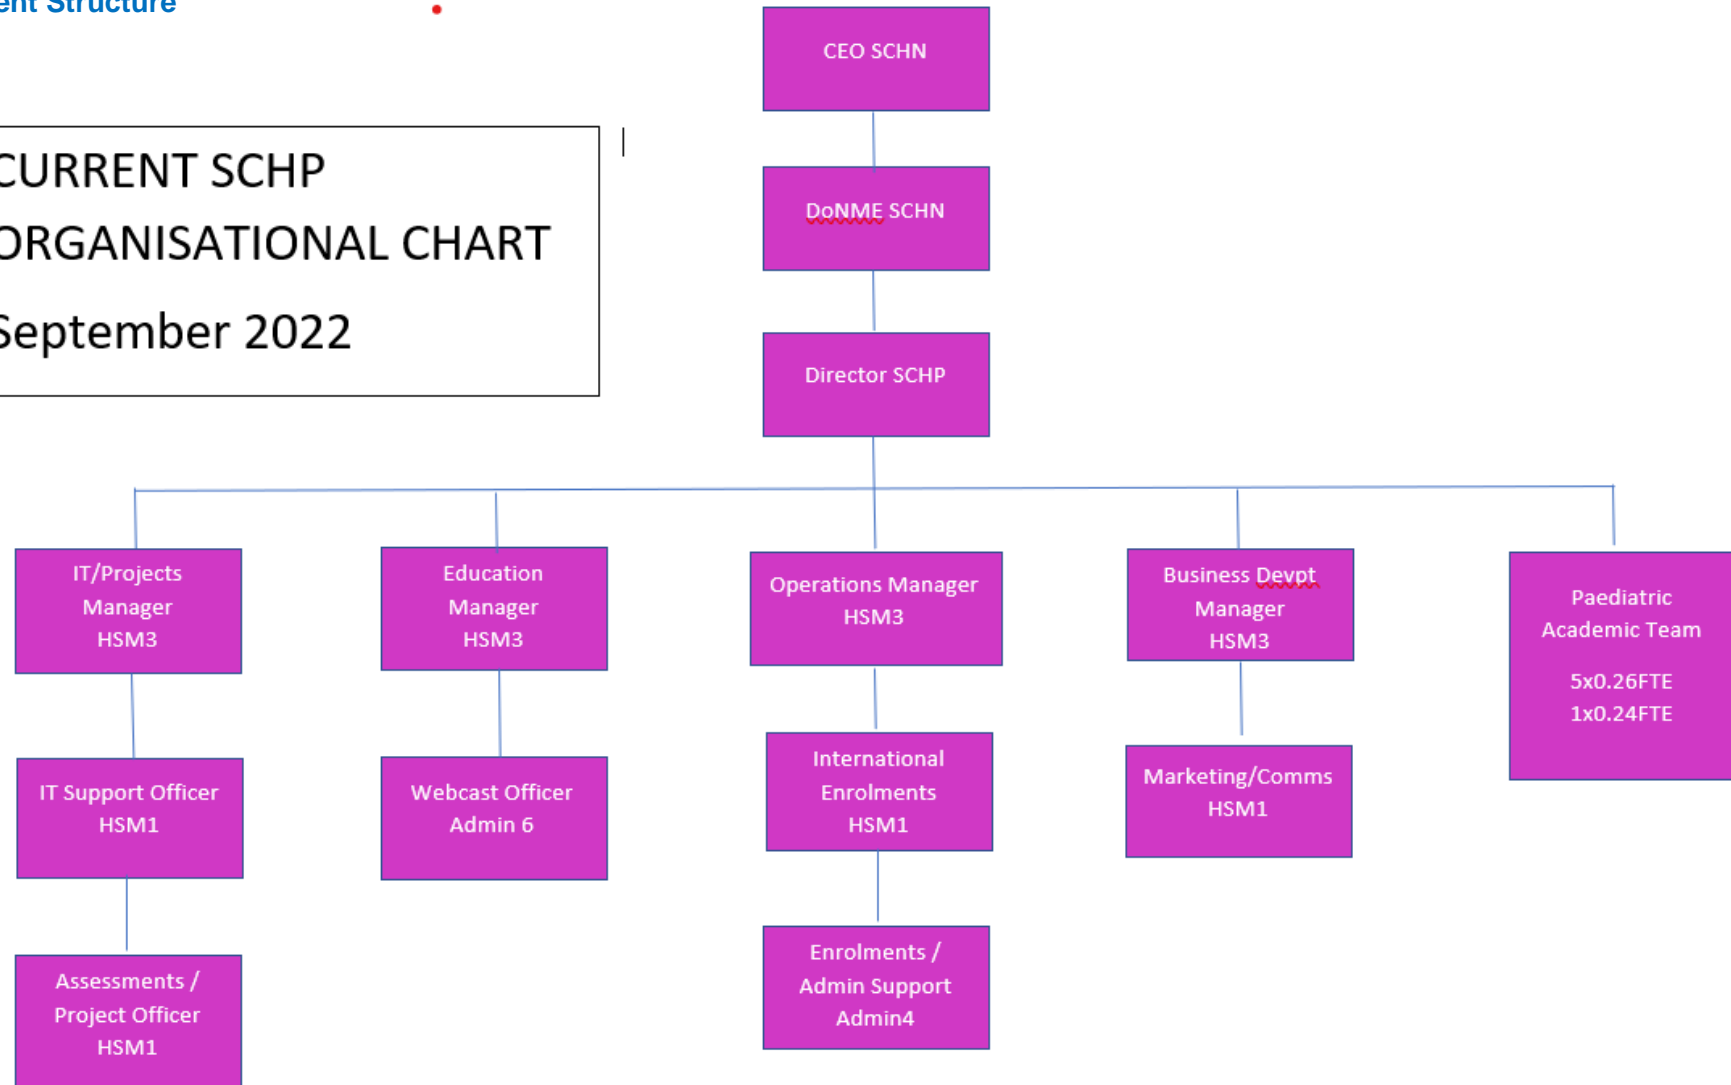 ent Structure
CURRENT SCHP
ORGANISATIONAL CHART
September 2022
CEO SCHN
DoNME SCHN
Director SCHP
IT/Projects
Manager
HSM3
Education
Manager
HSM3
Operations Manager
HSM3
Business Devpt
Manager
HSM3
Paediatric
Academic Team
5x0.26FTE
1x0.24FTE
IT Support Officer
HSM1
Webcast Officer
Admin 6
International
Enrolments
HSM1
Marketing/Comms
HSM1
Assessments /
Project Officer
HSM1
Enrolments /
Admin Support
Admin4